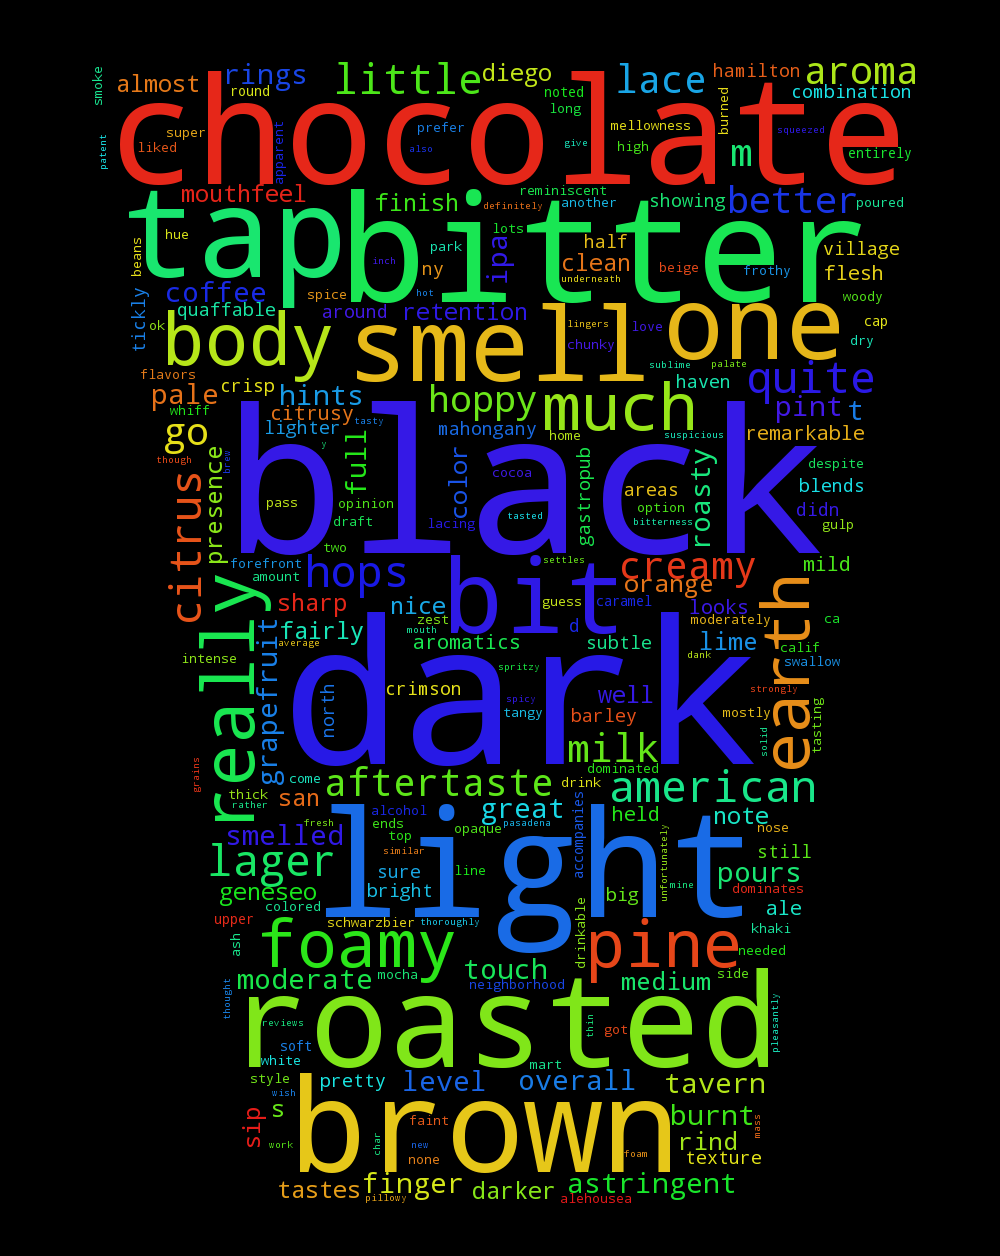 smoke
almost
rings
round
little
diego
noted
long
lace
hamilton
aroma
combination
chocolate
patent
super
liked
apparent
prefer
also
give
mellowness
high
burned
m
squeezed
entirely
mouthfeel
finish
reminiscent
definitely
another
showing
better
poured
tap
bitter
beans
hue
park
ny
inch
hot
lots
ipa
half
clean
underneath
beige
frothy
village
flesh
woody
tickly
coffee
quaffable
spice
around
retention
ok
body
smell
lingers
chunky
love
one
cap
dry
flavors
pale
crisp
whiff
hints
citrusy
lighter
tasty
hoppy
mahongany
much
home
sublime
palate
haven
suspicious
quite
pint
t
remarkable
go
though
citrus
presence
brew
y
full
black
color
cocoa
pass
opinion
draft
lacing
tasted
two
gastropub
areas
option
bitterness
roasty
despite
blends
didn
gulp
forefront
amount
hops
bit
settles
creamy
orange
mild
really
sharp
fairly
nice
zest
mouth
guess
caramel
d
looks
moderately
earth
ca
calif
swallow
intense
grapefruit
average
aromatics
subtle
lime
dank
dark
spritzy
north
crimson
spicy
tangy
barley
well
strongly
mostly
solid
tasting
milk
grains
come
aftertaste
dominated
drink
american
thick
rather
san
alcohol
great
pasadena
accompanies
held
note
nose
smelled
fresh
ends
top
opaque
similar
light
unfortunately
still
lager
sure
line
bright
mine
pours
geneseo
colored
big
dominates
upper
schwarzbier
thoroughly
drinkable
ale
khaki
ash
foamy
pine
needed
moderate
mocha
touch
neighborhood
medium
side
thought
roasted
reviews
thin
got
pleasantly
soft
white
mart
style
pretty
level
overall
tavern
wish
s
brown
burnt
sip
faint
mass
work
char
new
none
foam
rind
texture
tastes
finger
pillowy
darker
astringent
alehousea